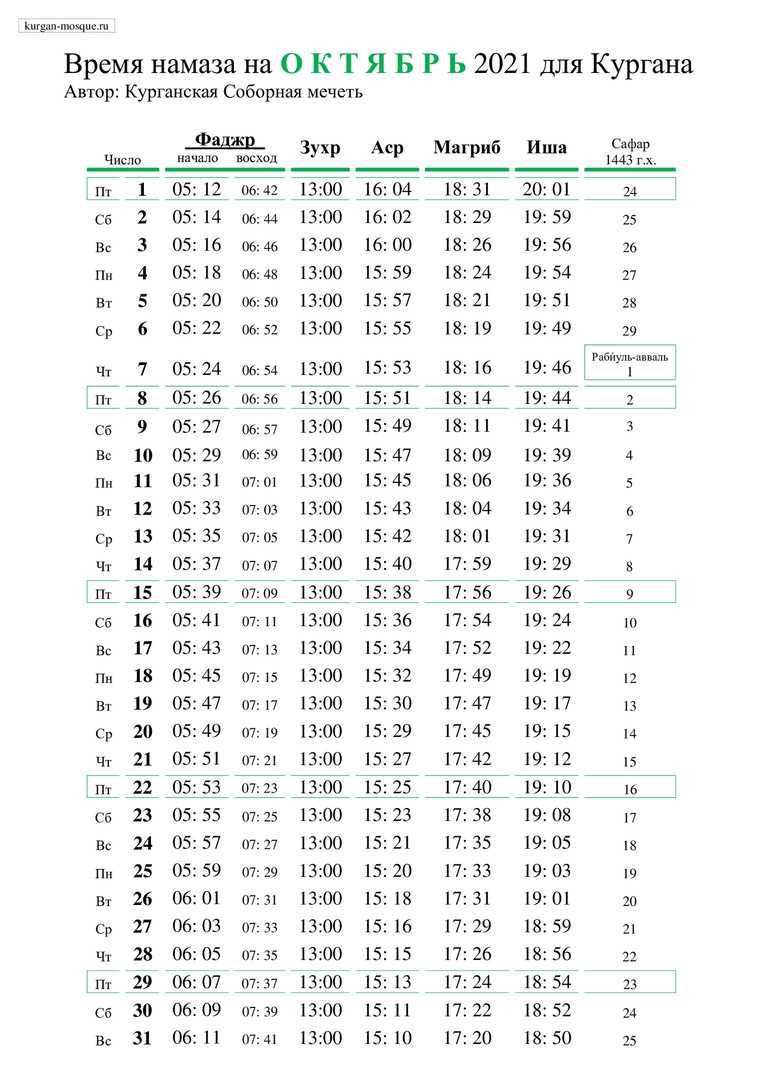 kurgan-mosque.ru
Время намаза на О К Т Я Б Р Ь 2021 для Кургана
Автор: Курганская Соборная мечеть
Число Фаджр начало восход Зухр Аср Магриб Иша Сафар 1443 г.х.
Пт 1 05: 12 06: 42 13:00 16: 04 18: 31 20: 01 24
Сб 2 05: 14 06: 44 13:00 16: 02 18: 29 19: 59 25
Вс 3 05: 16 06: 46 13:00 16: 00 18: 26 19: 56 26
Пн 4 05: 18 06: 48 13:00 15: 59 18: 24 19: 54 27
Вт 5 05: 20 06: 50 13:00 15: 57 18: 21 19: 51 28
Ср 6 05: 22 06: 52 13:00 15: 55 18: 19 19: 49 29
Раби́уль-авваль
Чт 7 05: 24 06: 54 13:00 15: 53 18: 16 19: 46 1
Пт 8 05: 26 06: 56 13:00 15: 51 18: 14 19: 44 2
Сб 9 05: 27 06: 57 13:00 15: 49 18: 11 19: 41 3
Вс 10 05: 29 06: 59 13:00 15: 47 18: 09 19: 39 4
Пн 11 05: 31 07: 01 13:00 15: 45 18: 06 19: 36 5
Вт 12 05: 33 07: 03 13:00 15: 43 18: 04 19: 34 6
Ср 13 05: 35 07: 05 13:00 15: 42 18: 01 19: 31 7
Чт 14 05: 37 07: 07 13:00 15: 40 17: 59 19: 29 8
Пт 15 05: 39 07: 09 13:00 15: 38 17: 56 19: 26 9
Сб 16 05: 41 07: 11 13:00 15: 36 17: 54 19: 24 10
Вс 17 05: 43 07: 13 13:00 15: 34 17: 52 19: 22 11
Пн 18 05: 45 07: 15 13:00 15: 32 17: 49 19: 19 12
Вт 19 05: 47 07: 17 13:00 15: 30 17: 47 19: 17 13
Ср 20 05: 49 07: 19 13:00 15: 29 17: 45 19: 15 14
Чт 21 05: 51 07: 21 13:00 15: 27 17: 42 19: 12 15
Пт 22 05: 53 07: 23 13:00 15: 25 17: 40 19: 10 16
Сб 23 05: 55 07: 25 13:00 15: 23 17: 38 19: 08 17
Вс 24 05: 57 07: 27 13:00 15: 21 17: 35 19: 05 18
Пн 25 05: 59 07: 29 13:00 15: 20 17: 33 19: 03 19
Вт 26 06: 01 07: 31 13:00 15: 18 17: 31 19: 01 20
Ср 27 06: 03 07: 33 13:00 15: 16 17: 29 18: 59 21
Чт 28 06: 05 07: 35 13:00 15: 15 17: 26 18: 56 22
Пт 29 06: 07 07: 37 13:00 15: 13 17: 24 18: 54 23
Сб 30 06: 09 07: 39 13:00 15: 11 17: 22 18: 52 24
Вс 31 06: 11 07: 41 13:00 15: 10 17: 20 18: 50 25